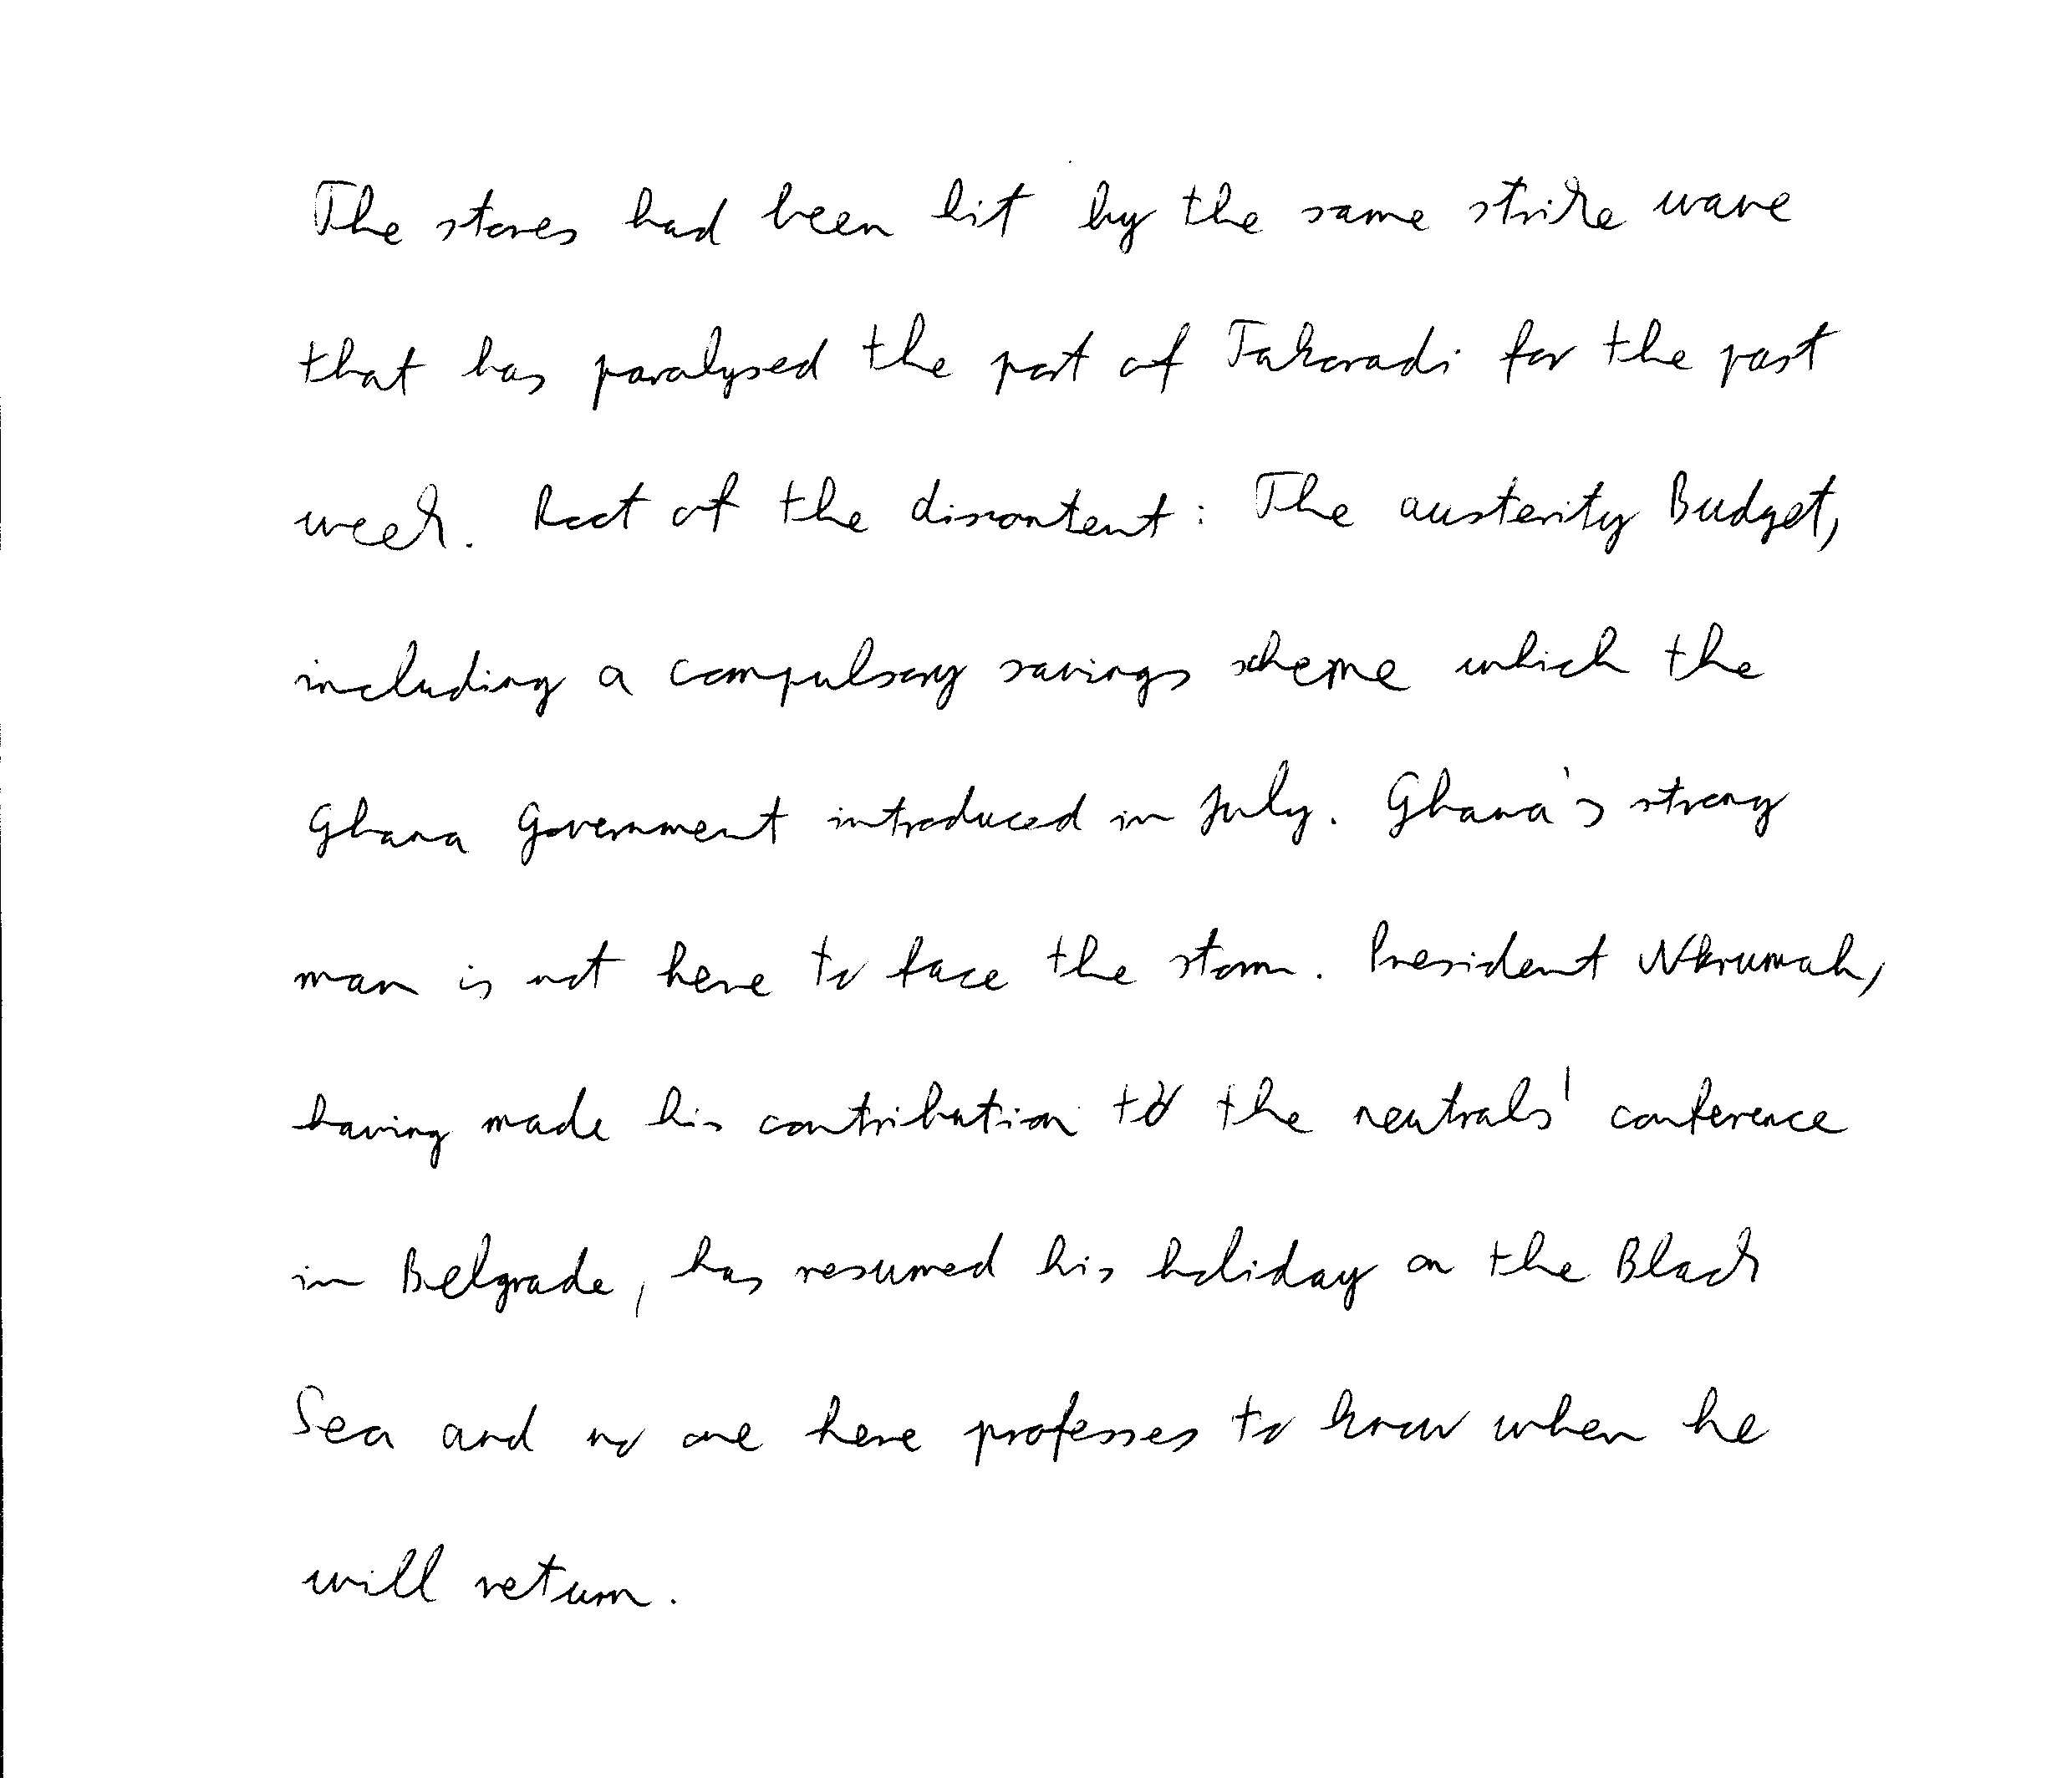 The stores had been hit by the same strike wave
that has paralysed the port of Takoradi for the past
week. Root of the discontent: The austerity Budget,
including a compulsory savings scheme which the
Ghana Government introduced in July. Ghana's strong
man is not here to face the storm. President Nkrumah,
having made his contribution to the neutrals' conference
in Belgrade, has resumed his holiday on the Black
Sea and no one here professes to know when he
will return.